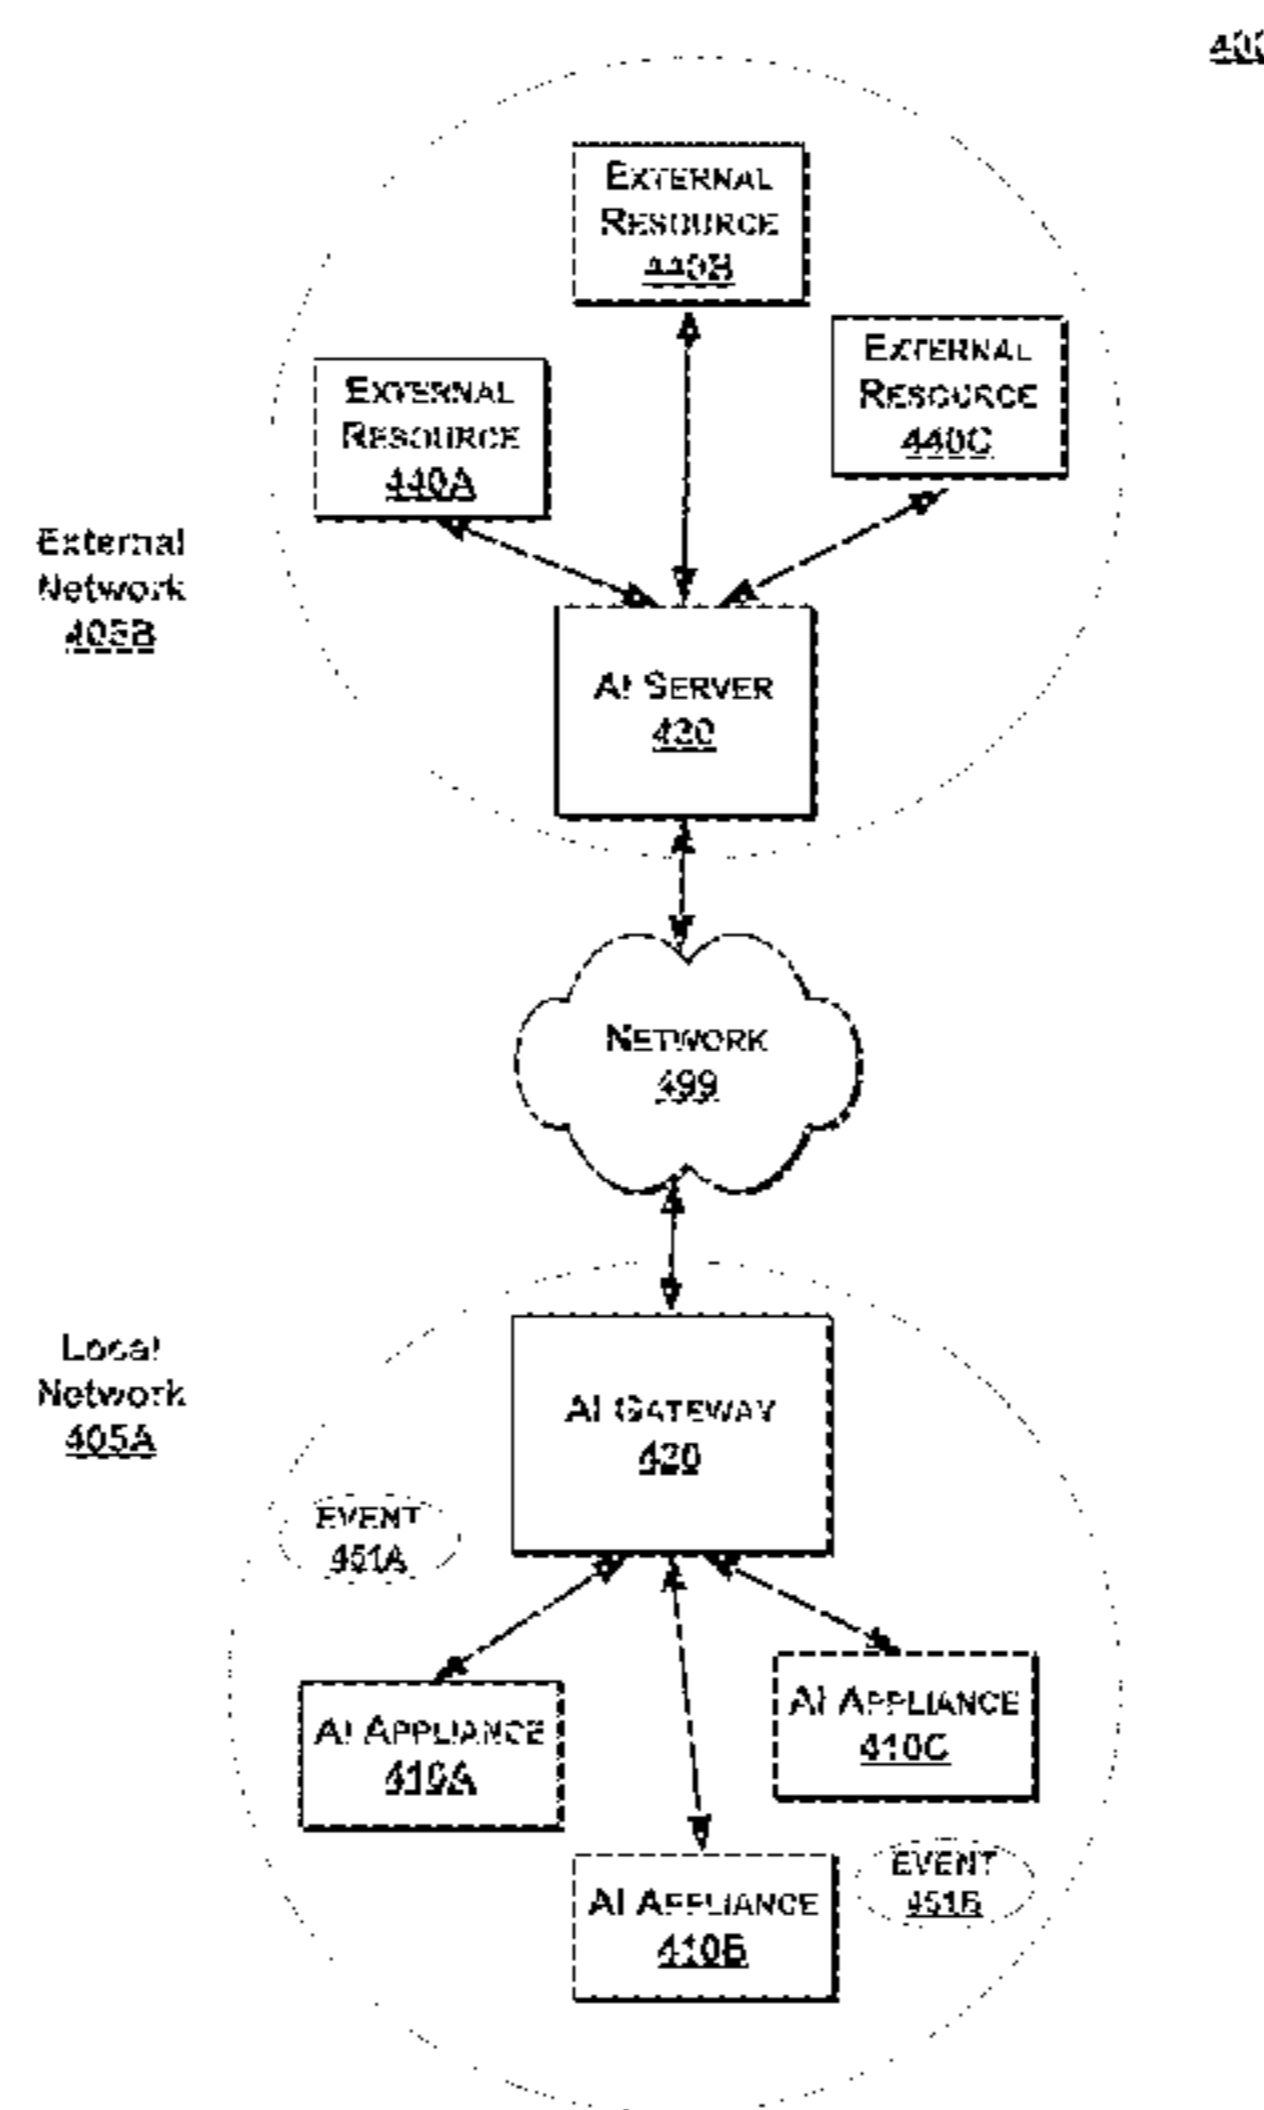 400
EXTERNAL
RESOURCE
440B
EXTERNAL
RESOURCE
440C
EXTERNAL
RESOURCE
440A
External
Network
405B
AI SERVER
430
NETWORK
499
Local
Network
405A
AI GATEWAY
420
EVENT
451A
AI APPLIANCE
410A
AI APPLIANCE
410C
AI APPLIANCE
410B
EVENT
451B